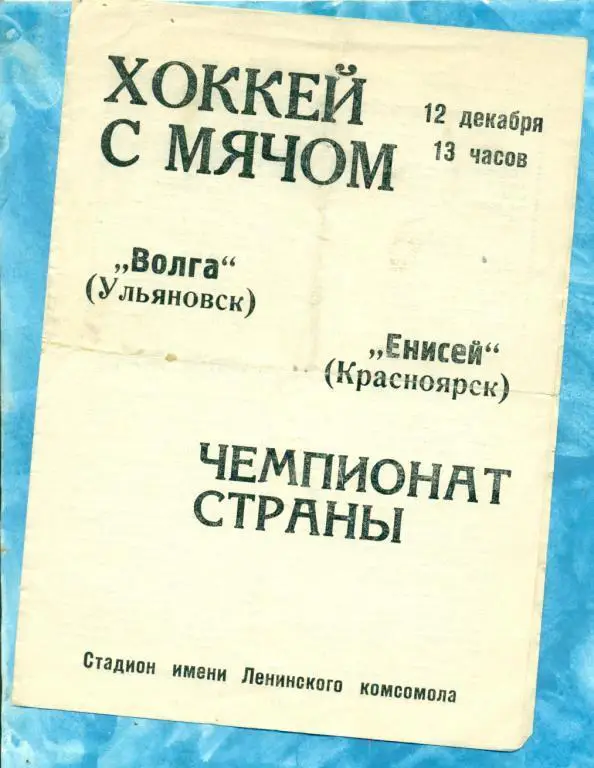 ХОККЕЙ
С МЯЧОМ
12 декабря
13 часов
„Волга“
(Ульяновск)
„Енисей“
(Красноярск)
ЧЕМПИОНАТ
СТРАНЫ
Стадион имени Ленинского комсомола